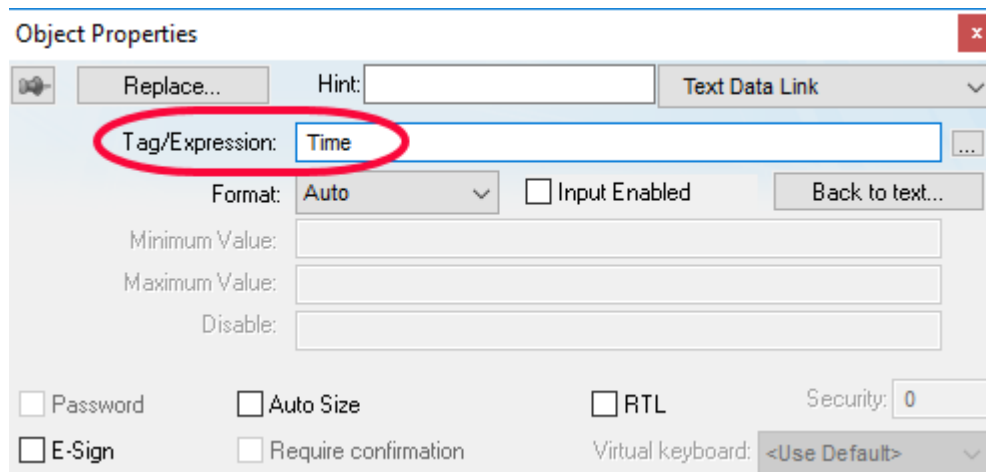 Object Properties
x
Replace... Hint: Text Data Link
Tag/Expression: Time ...
Format: Auto Input Enabled Back to text...
Minimum Value:
Maximum Value:
Disable:
Password Auto Size RTL Security: 0
E-Sign Require confirmation Virtual keyboard: <Use Default>